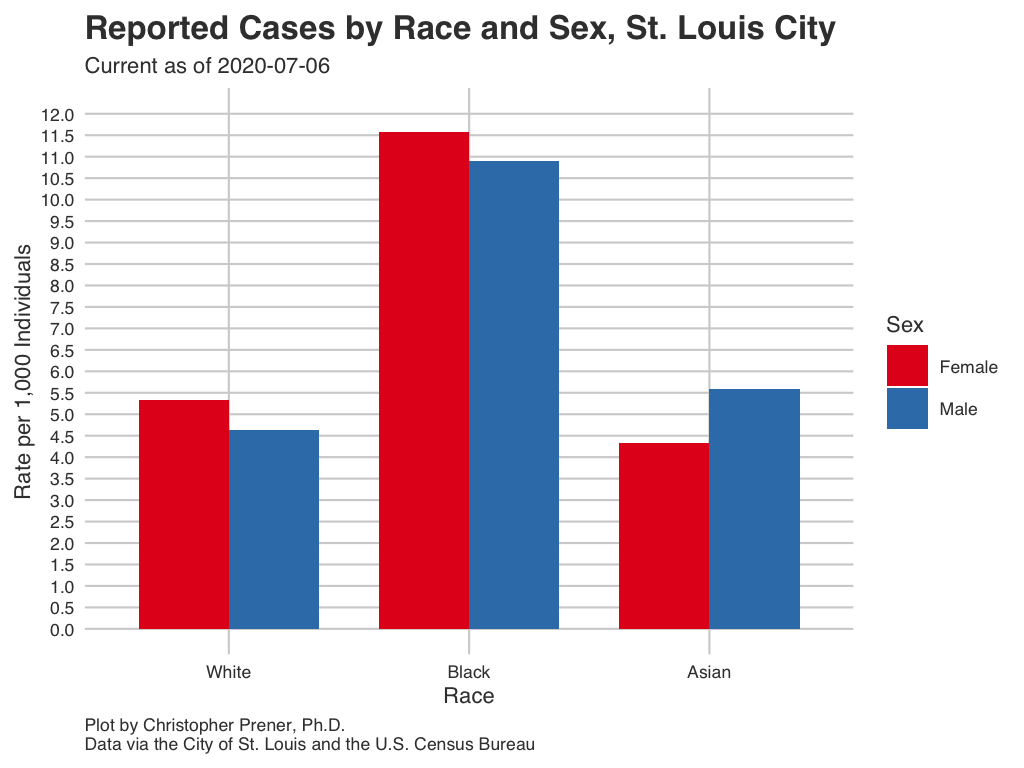 Reported Cases by Race and Sex, St. Louis City
Current as of 2020-07-06
Rate per 1,000 Individuals
12.0
11.5
11.0
10.5
10.0
9.5
9.0
8.5
8.0
7.5
7.0
6.5
6.0
5.5
5.0
4.5
4.0
3.5
3.0
2.5
2.0
1.5
1.0
0.5
0.0
White
Black
Asian
Race
Sex
Female
Male
Plot by Christopher Prener, Ph.D.
Data via the City of St. Louis and the U.S. Census Bureau